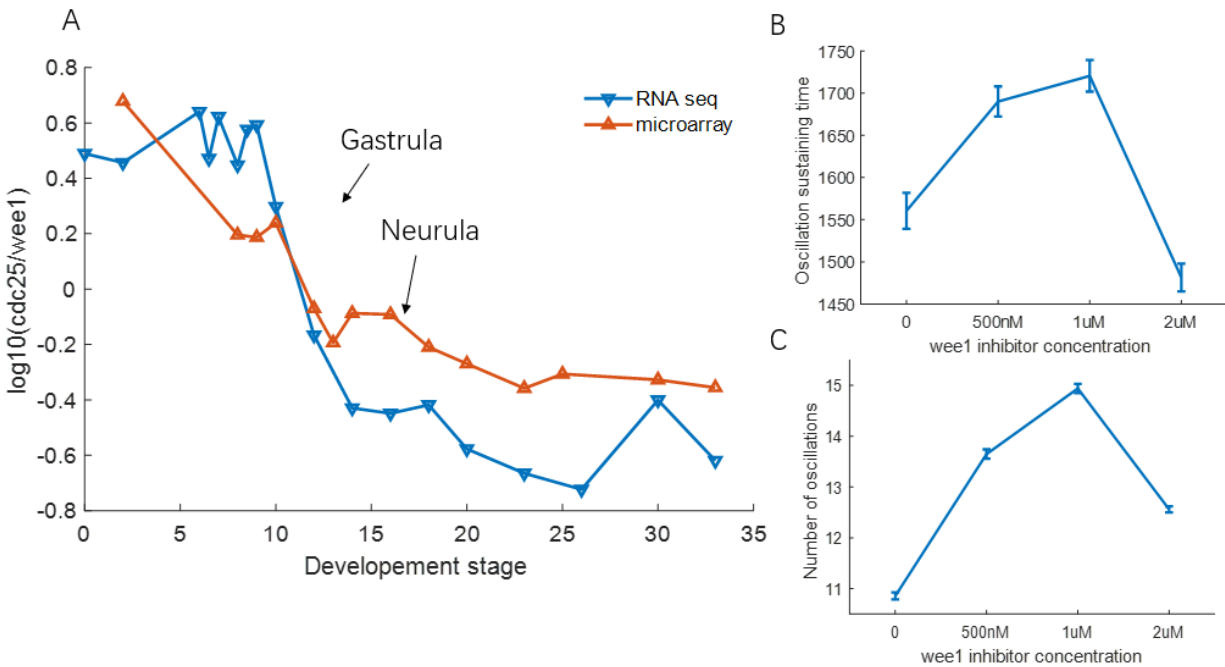 A
log10(cdc25/wee1)
0.8
0.6
0.4
0.2
0
-0.2
-0.4
-0.6
-0.8
0 5 10 15 20 25 30 35
Developement stage
RNA seq
microarray
Gastrula
Neurula
B
Oscillation sustaining time
1750
1700
1650
1600
1550
1500
1450
0 500nM 1uM 2uM
wee1 inhibitor concentration
C
Number of oscillations
15
14
13
12
11
0 500nM 1uM 2uM
wee1 inhibitor concentration